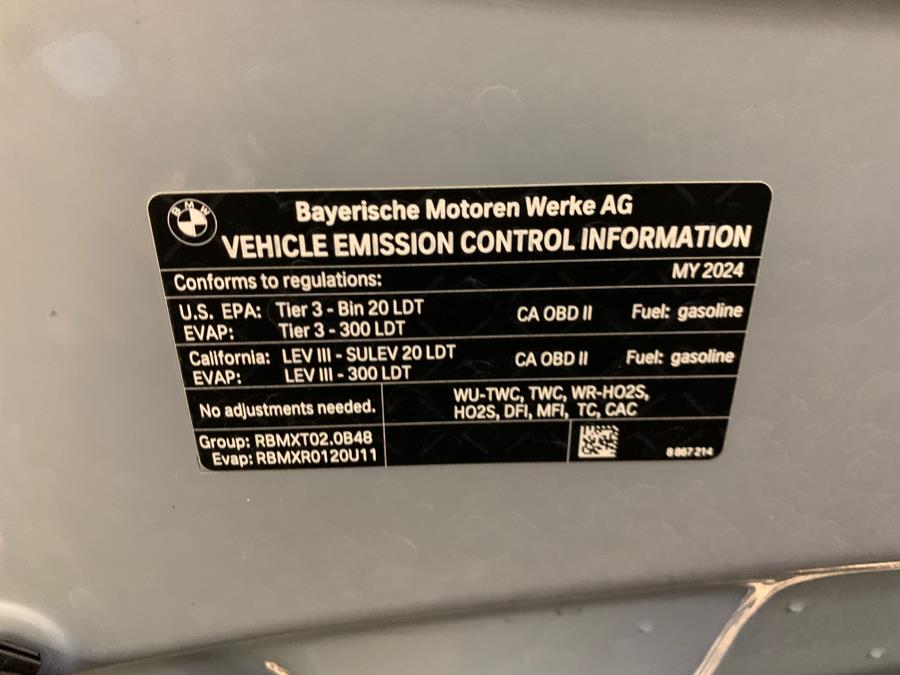 BMW
Bayerische Motoren Werke AG
VEHICLE EMISSION CONTROL INFORMATION
Conforms to regulations: MY 2024
U.S. EPA: Tier 3 - Bin 20 LDT CA OBD II Fuel: gasoline
EVAP: Tier 3 - 300 LDT
California: LEV III - SULEV 20 LDT CA OBD II Fuel: gasoline
EVAP: LEV III - 300 LDT
No adjustments needed.
WU-TWC, TWC, WR-HO2S,
HO2S, DFI, MFI, TC, CAC
Group: RBMXT02.0B48
Evap: RBMXR0120U11
8 887 214